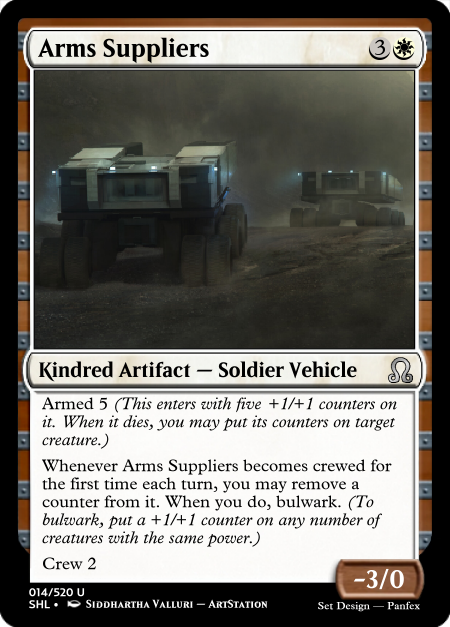 Arms Suppliers 3
Kindred Artifact — Soldier Vehicle
Armed 5 (This enters with five +1/+1 counters on
it. When it dies, you may put its counters on target
creature.)
Whenever Arms Suppliers becomes crewed for
the first time each turn, you may remove a
counter from it. When you do, bulwark. (To
bulwark, put a +1/+1 counter on any number of
creatures with the same power.)
Crew 2
-3/0
014/520 U
SHL • Siddhartha Valluri — ArtStation
Set Design — Panfex